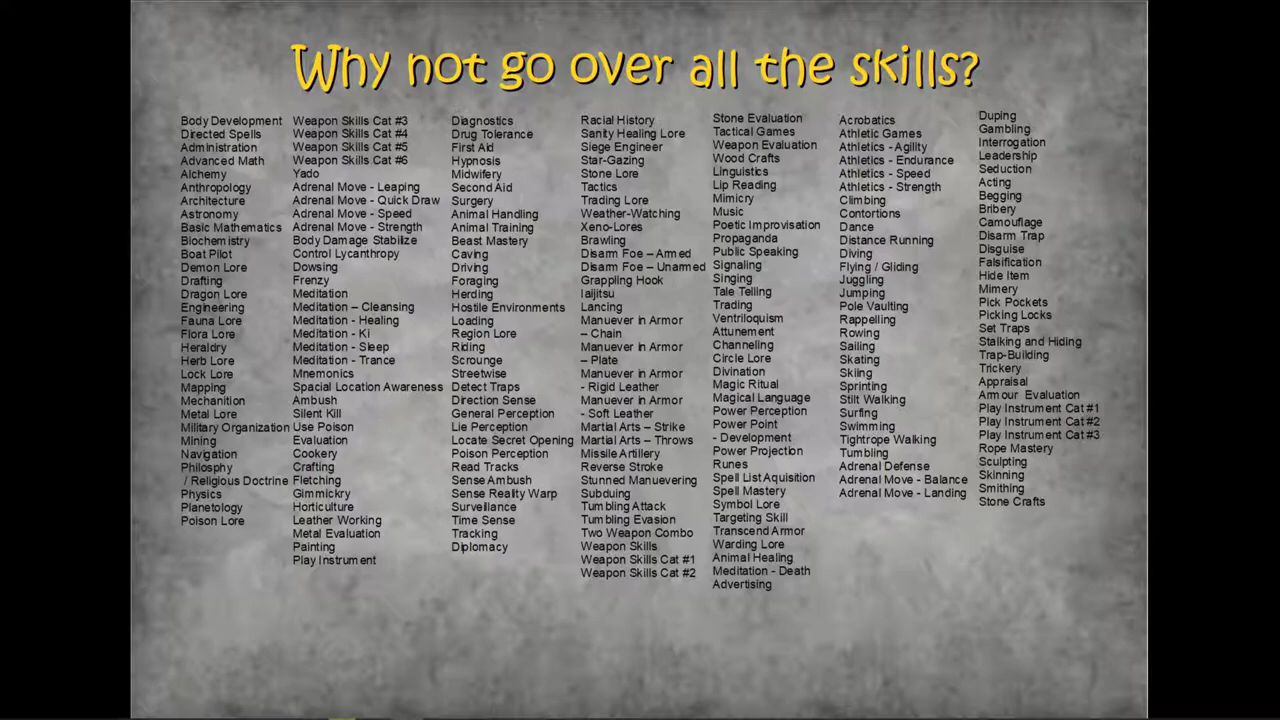 Why not go over all the skills?
Body Development
Directed Spells
Administration
Advanced Math
Alchemy
Anthropology
Architecture
Astronomy
Basic Mathematics
Biochemistry
Boat Pilot
Demon Lore
Drafting
Dragon Lore
Engineering
Fauna Lore
Flora Lore
Heraldry
Herb Lore
Lock Lore
Mapping
Mechanition
Metal Lore
Military Organization
Mining
Navigation
Philosphy
/ Religious Doctrine
Physics
Planetology
Poison Lore
Weapon Skills Cat #3
Weapon Skills Cat #4
Weapon Skills Cat #5
Weapon Skills Cat #6
Yado
Adrenal Move - Leaping
Adrenal Move - Quick Draw
Adrenal Move - Speed
Adrenal Move - Strength
Body Damage Stabilize
Control Lycanthropy
Dowsing
Frenzy
Meditation
Meditation – Cleansing
Meditation - Healing
Meditation - Ki
Meditation - Sleep
Meditation - Trance
Mnemonics
Spacial Location Awareness
Ambush
Silent Kill
Use Poison
Evaluation
Cookery
Crafting
Fletching
Gimmickry
Horticulture
Leather Working
Metal Evaluation
Painting
Play Instrument
Diagnostics
Drug Tolerance
First Aid
Hypnosis
Midwifery
Second Aid
Surgery
Animal Handling
Animal Training
Beast Mastery
Caving
Driving
Foraging
Herding
Hostile Environments
Loading
Region Lore
Riding
Scrounge
Streetwise
Detect Traps
Direction Sense
General Perception
Lie Perception
Locate Secret Opening
Poison Perception
Read Tracks
Sense Ambush
Sense Reality Warp
Surveillance
Time Sense
Tracking
Diplomacy
Racial History
Sanity Healing Lore
Siege Engineer
Star-Gazing
Stone Lore
Tactics
Trading Lore
Weather-Watching
Xeno-Lores
Brawling
Disarm Foe – Armed
Disarm Foe – Unarmed
Grappling Hook
Iaijitsu
Lancing
Manuever in Armor
– Chain
Manuever in Armor
– Plate
Manuever in Armor
- Rigid Leather
Manuever in Armor
- Soft Leather
Martial Arts – Strike
Martial Arts – Throws
Missile Artillery
Reverse Stroke
Stunned Manuevering
Subduing
Tumbling Attack
Tumbling Evasion
Two Weapon Combo
Weapon Skills
Weapon Skills Cat #1
Weapon Skills Cat #2
Stone Evaluation
Tactical Games
Weapon Evaluation
Wood Crafts
Linguistics
Lip Reading
Mimicry
Music
Poetic Improvisation
Propaganda
Public Speaking
Signaling
Singing
Tale Telling
Trading
Ventriloquism
Attunement
Channeling
Circle Lore
Divination
Magic Ritual
Magical Language
Power Perception
Power Point
- Development
Power Projection
Runes
Spell List Aquisition
Spell Mastery
Symbol Lore
Targeting Skill
Transcend Armor
Warding Lore
Animal Healing
Meditation - Death
Advertising
Acrobatics
Athletic Games
Athletics - Agility
Athletics - Endurance
Athletics - Speed
Athletics - Strength
Climbing
Contortions
Dance
Distance Running
Diving
Flying / Gliding
Juggling
Jumping
Pole Vaulting
Rappelling
Rowing
Sailing
Skating
Skiing
Sprinting
Stilt Walking
Surfing
Swimming
Tightrope Walking
Tumbling
Adrenal Defense
Adrenal Move - Balance
Adrenal Move - Landing
Duping
Gambling
Interrogation
Leadership
Seduction
Acting
Begging
Bribery
Camouflage
Disarm Trap
Disguise
Falsification
Hide Item
Mimery
Pick Pockets
Picking Locks
Set Traps
Stalking and Hiding
Trap-Building
Trickery
Appraisal
Armour Evaluation
Play Instrument Cat #1
Play Instrument Cat #2
Play Instrument Cat #3
Rope Mastery
Sculpting
Skinning
Smithing
Stone Crafts